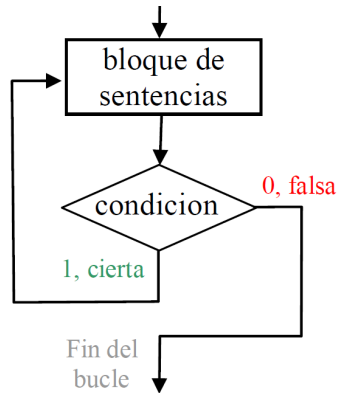 bloque de
sentencias
condicion
0, falsa
1, cierta
Fin del
bucle